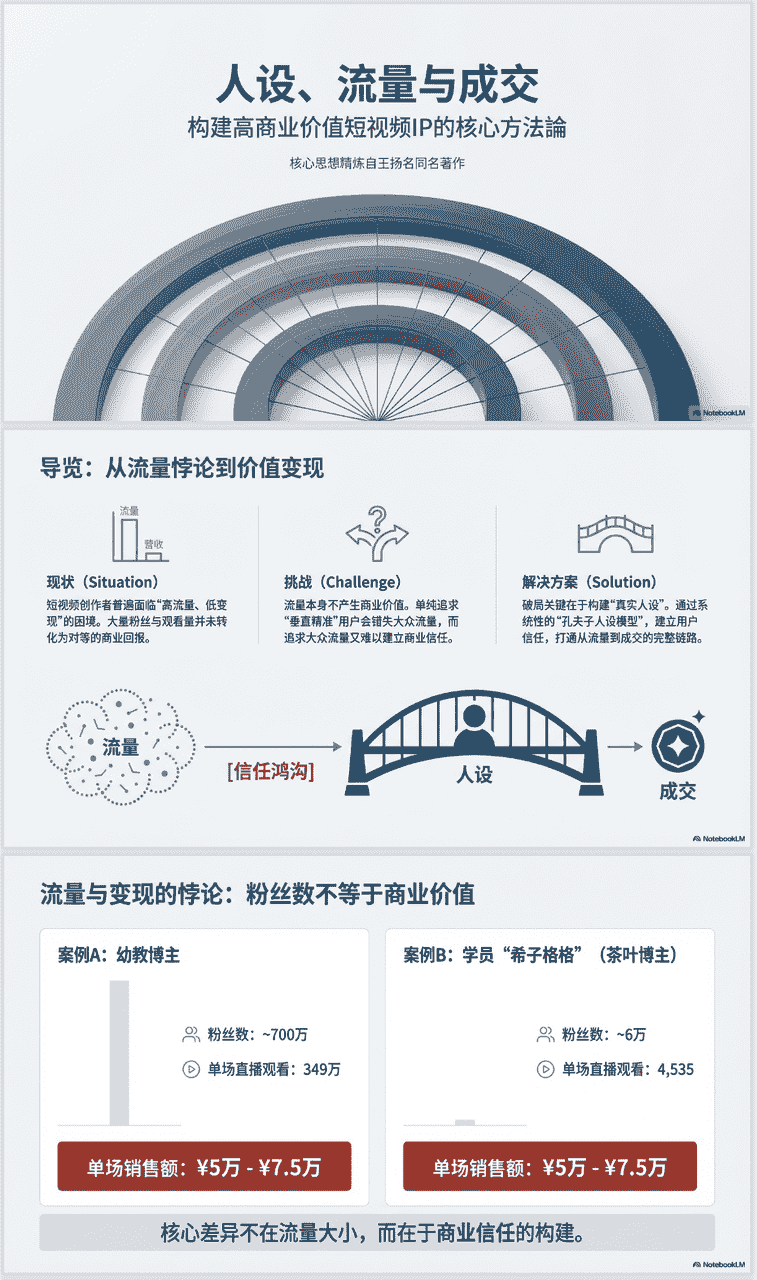 人设、流量与成交
构建高商业价值短视频IP的核心方法論
核心思想精炼自王扬名同名著作
NotebookLM
导览：从流量悖论到价值变现
流量
营收
现状（Situation）
短视频创作者普遍面临“高流量、低变
现”的困境。大量粉丝与观看量并未转
化为对等的商业回报。
挑战（Challenge）
流量本身不产生商业价值。单纯追求
“垂直精准”用户会错失大众流量，而
追求大众流量又难以建立商业信任。
解决方案（Solution）
破局关键在于构建“真实人设”。通过系
统性的“孔夫子人设模型”，建立用户
信任，打通从流量到成交的完整链路。
流量
[信任鸿沟]
人设
成交
NotebookLM
流量与变现的悖论：粉丝数不等于商业价值
案例A：幼教博主
粉丝数：~700万
单场直播观看：349万
单场销售额：¥5万 - ¥7.5万
案例B：学员“希子格格”（茶叶博主）
粉丝数：~6万
单场直播观看：4,535
单场销售额：¥5万 - ¥7.5万
核心差异不在流量大小，而在于商业信任的构建。
NotebookLM